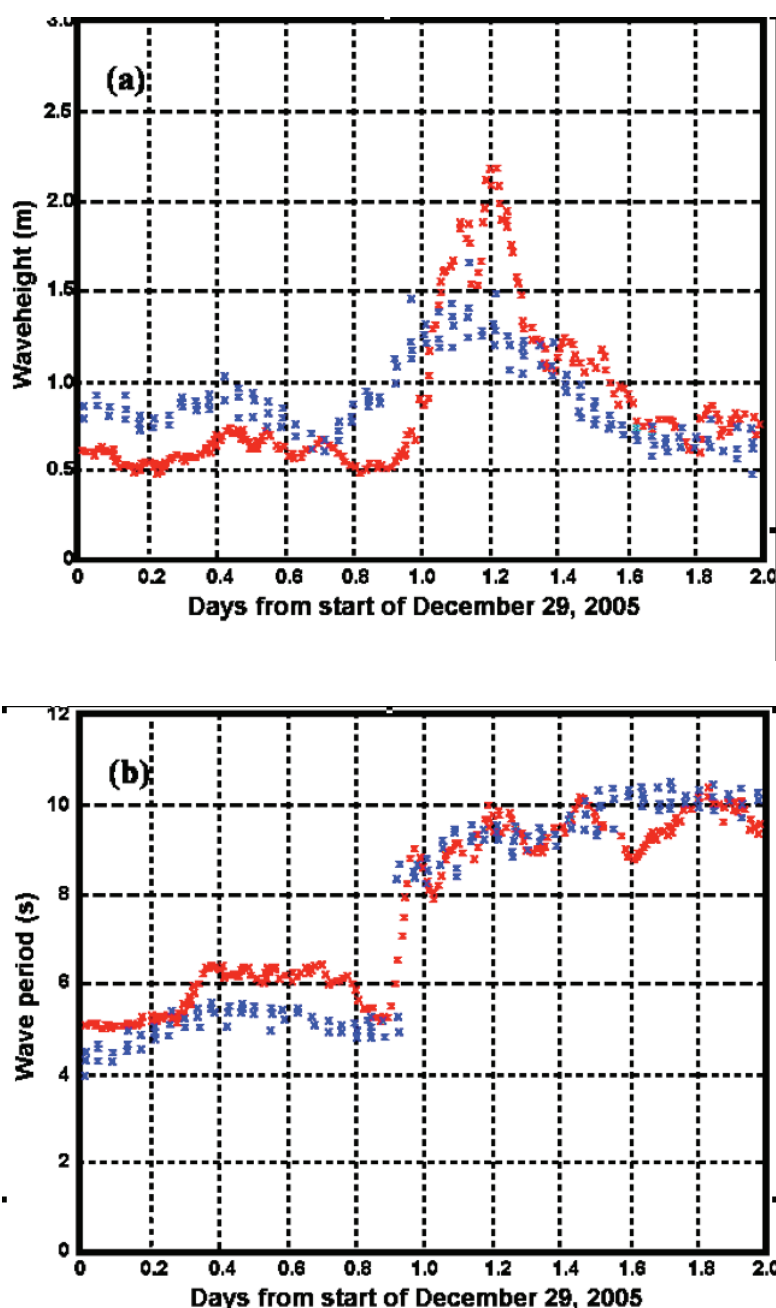 3.0
(a)
2.5
2.0
1.5
1.0
0.5
0
Waveheight (m)
0 0.2 0.4 0.6 0.8 1.0 1.2 1.4 1.6 1.8 2.0
Days from start of December 29, 2005
12
(b)
10
8
6
4
2
0
Wave period (s)
0 0.2 0.4 0.6 0.8 1.0 1.2 1.4 1.6 1.8 2.0
Days from start of December 29, 2005